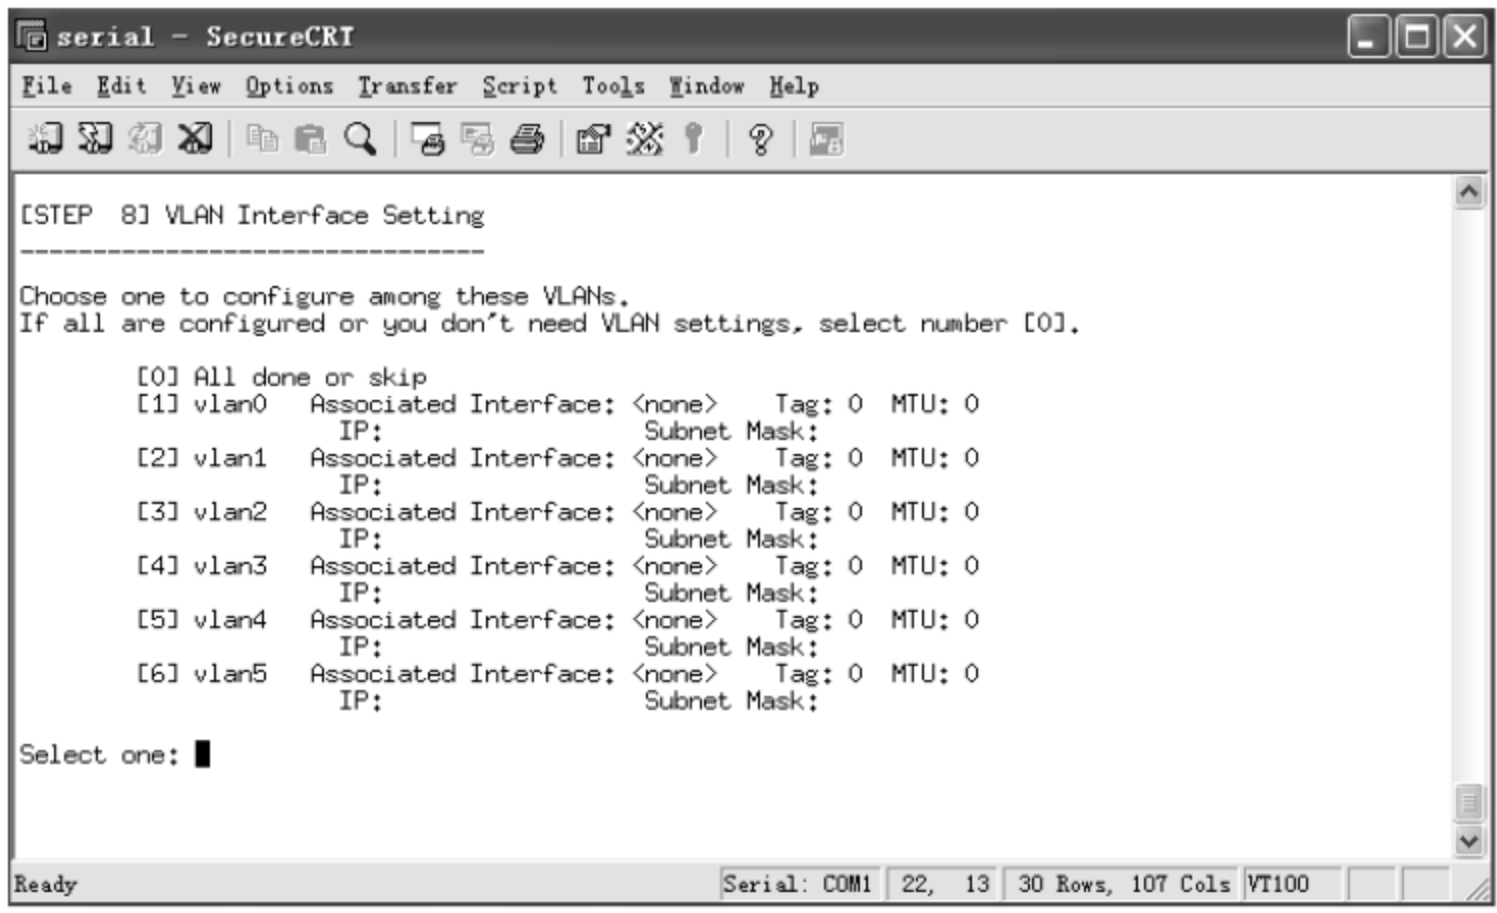 serial - SecureCRT
File Edit View Options Transfer Script Tools Window Help
[STEP  8] VLAN Interface Setting
--------------------------------
Choose one to configure among these VLANs.
If all are configured or you don't need VLAN settings, select number [0].
[0] All done or skip
[1] vlan0   Associated Interface: <none>    Tag: 0  MTU: 0
IP:                  Subnet Mask:
[2] vlan1   Associated Interface: <none>    Tag: 0  MTU: 0
IP:                  Subnet Mask:
[3] vlan2   Associated Interface: <none>    Tag: 0  MTU: 0
IP:                  Subnet Mask:
[4] vlan3   Associated Interface: <none>    Tag: 0  MTU: 0
IP:                  Subnet Mask:
[5] vlan4   Associated Interface: <none>    Tag: 0  MTU: 0
IP:                  Subnet Mask:
[6] vlan5   Associated Interface: <none>    Tag: 0  MTU: 0
IP:                  Subnet Mask:
Select one:
Ready Serial: COM1 22, 13 30 Rows, 107 Cols VT100